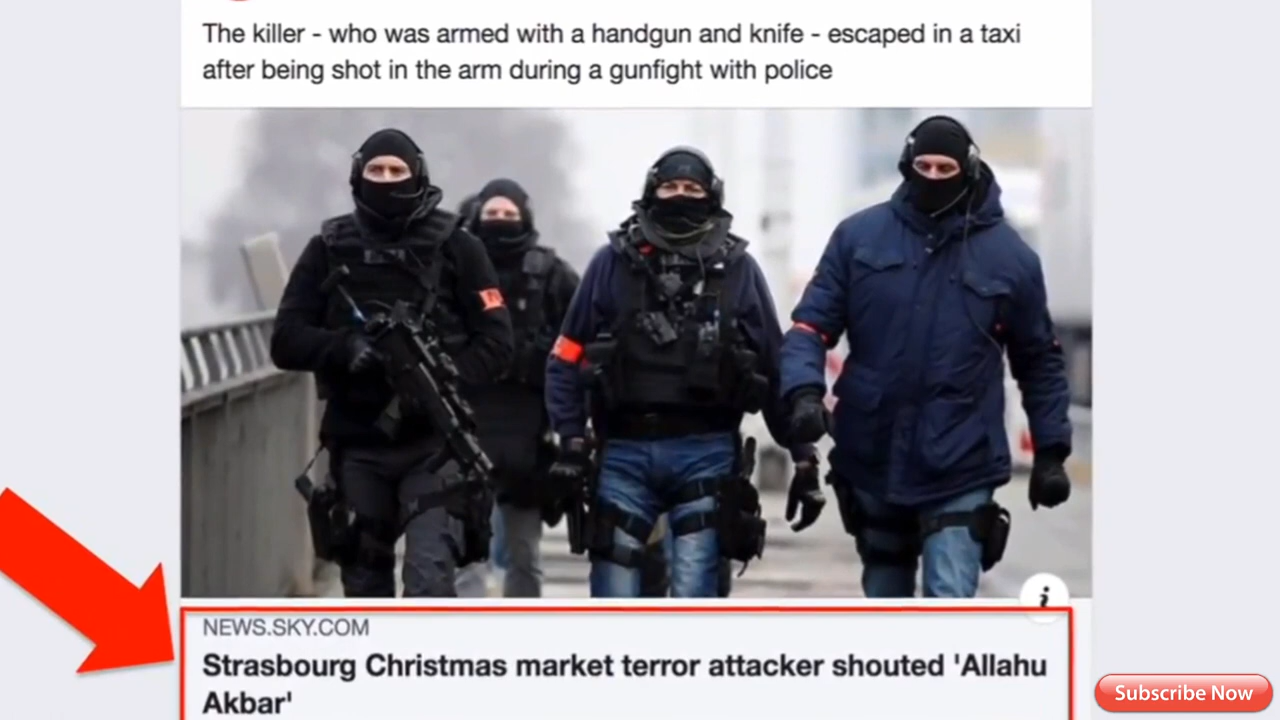 The killer - who was armed with a handgun and knife - escaped in a taxi
after being shot in the arm during a gunfight with police
i
NEWS.SKY.COM
Strasbourg Christmas market terror attacker shouted 'Allahu
Akbar'
Subscribe Now